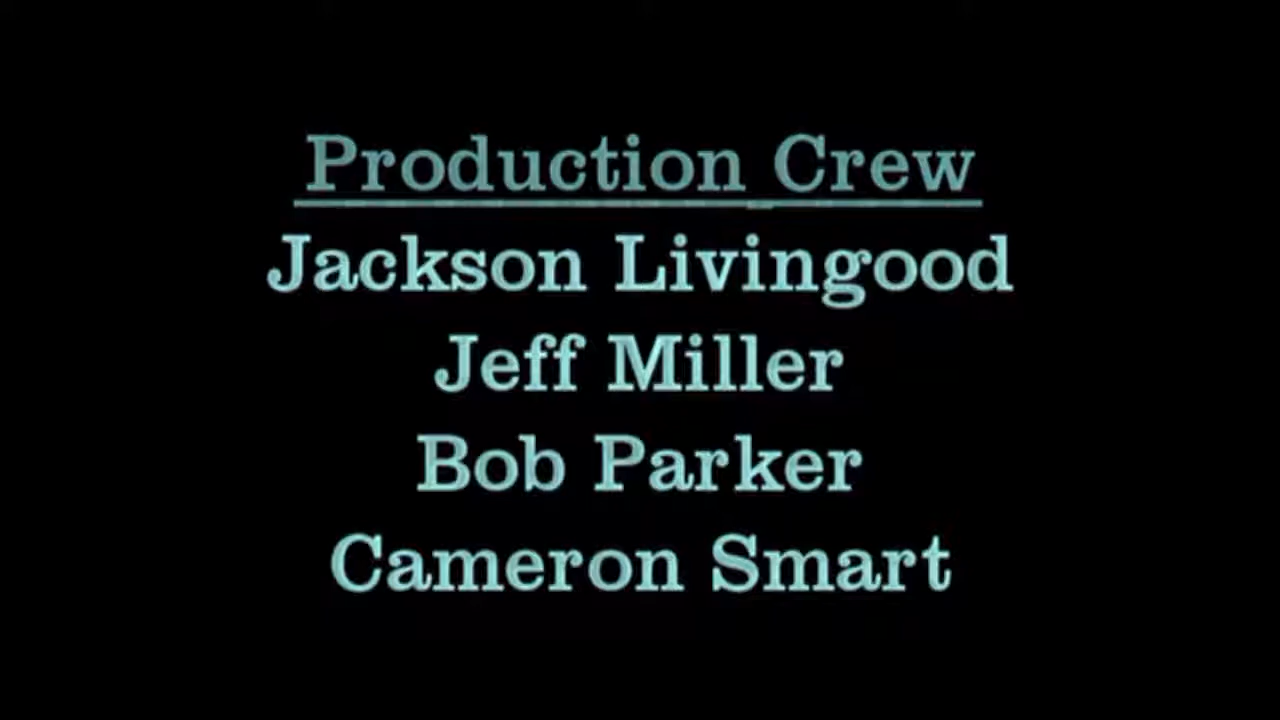 Production Crew
Jackson Livingood
Jeff Miller
Bob Parker
Cameron Smart